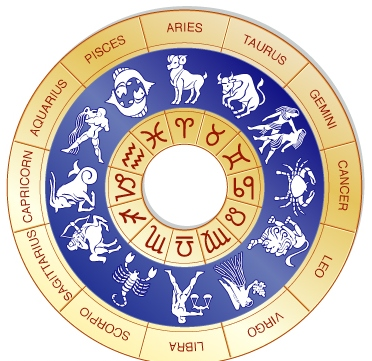 ARIES
TAURUS
GEMINI
CANCER
LEO
VIRGO
LIBRA
SCORPIO
SAGITTARIUS
CAPRICORN
AQUARIUS
PISCES